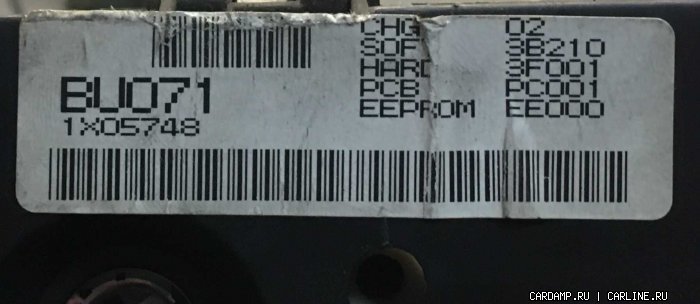 CHG 02
SOF 3B210
HARD 3F001
PCB PC001
EEPROM EE000
BU071
1X05748
CARDAMP.RU | CARLINE.RU